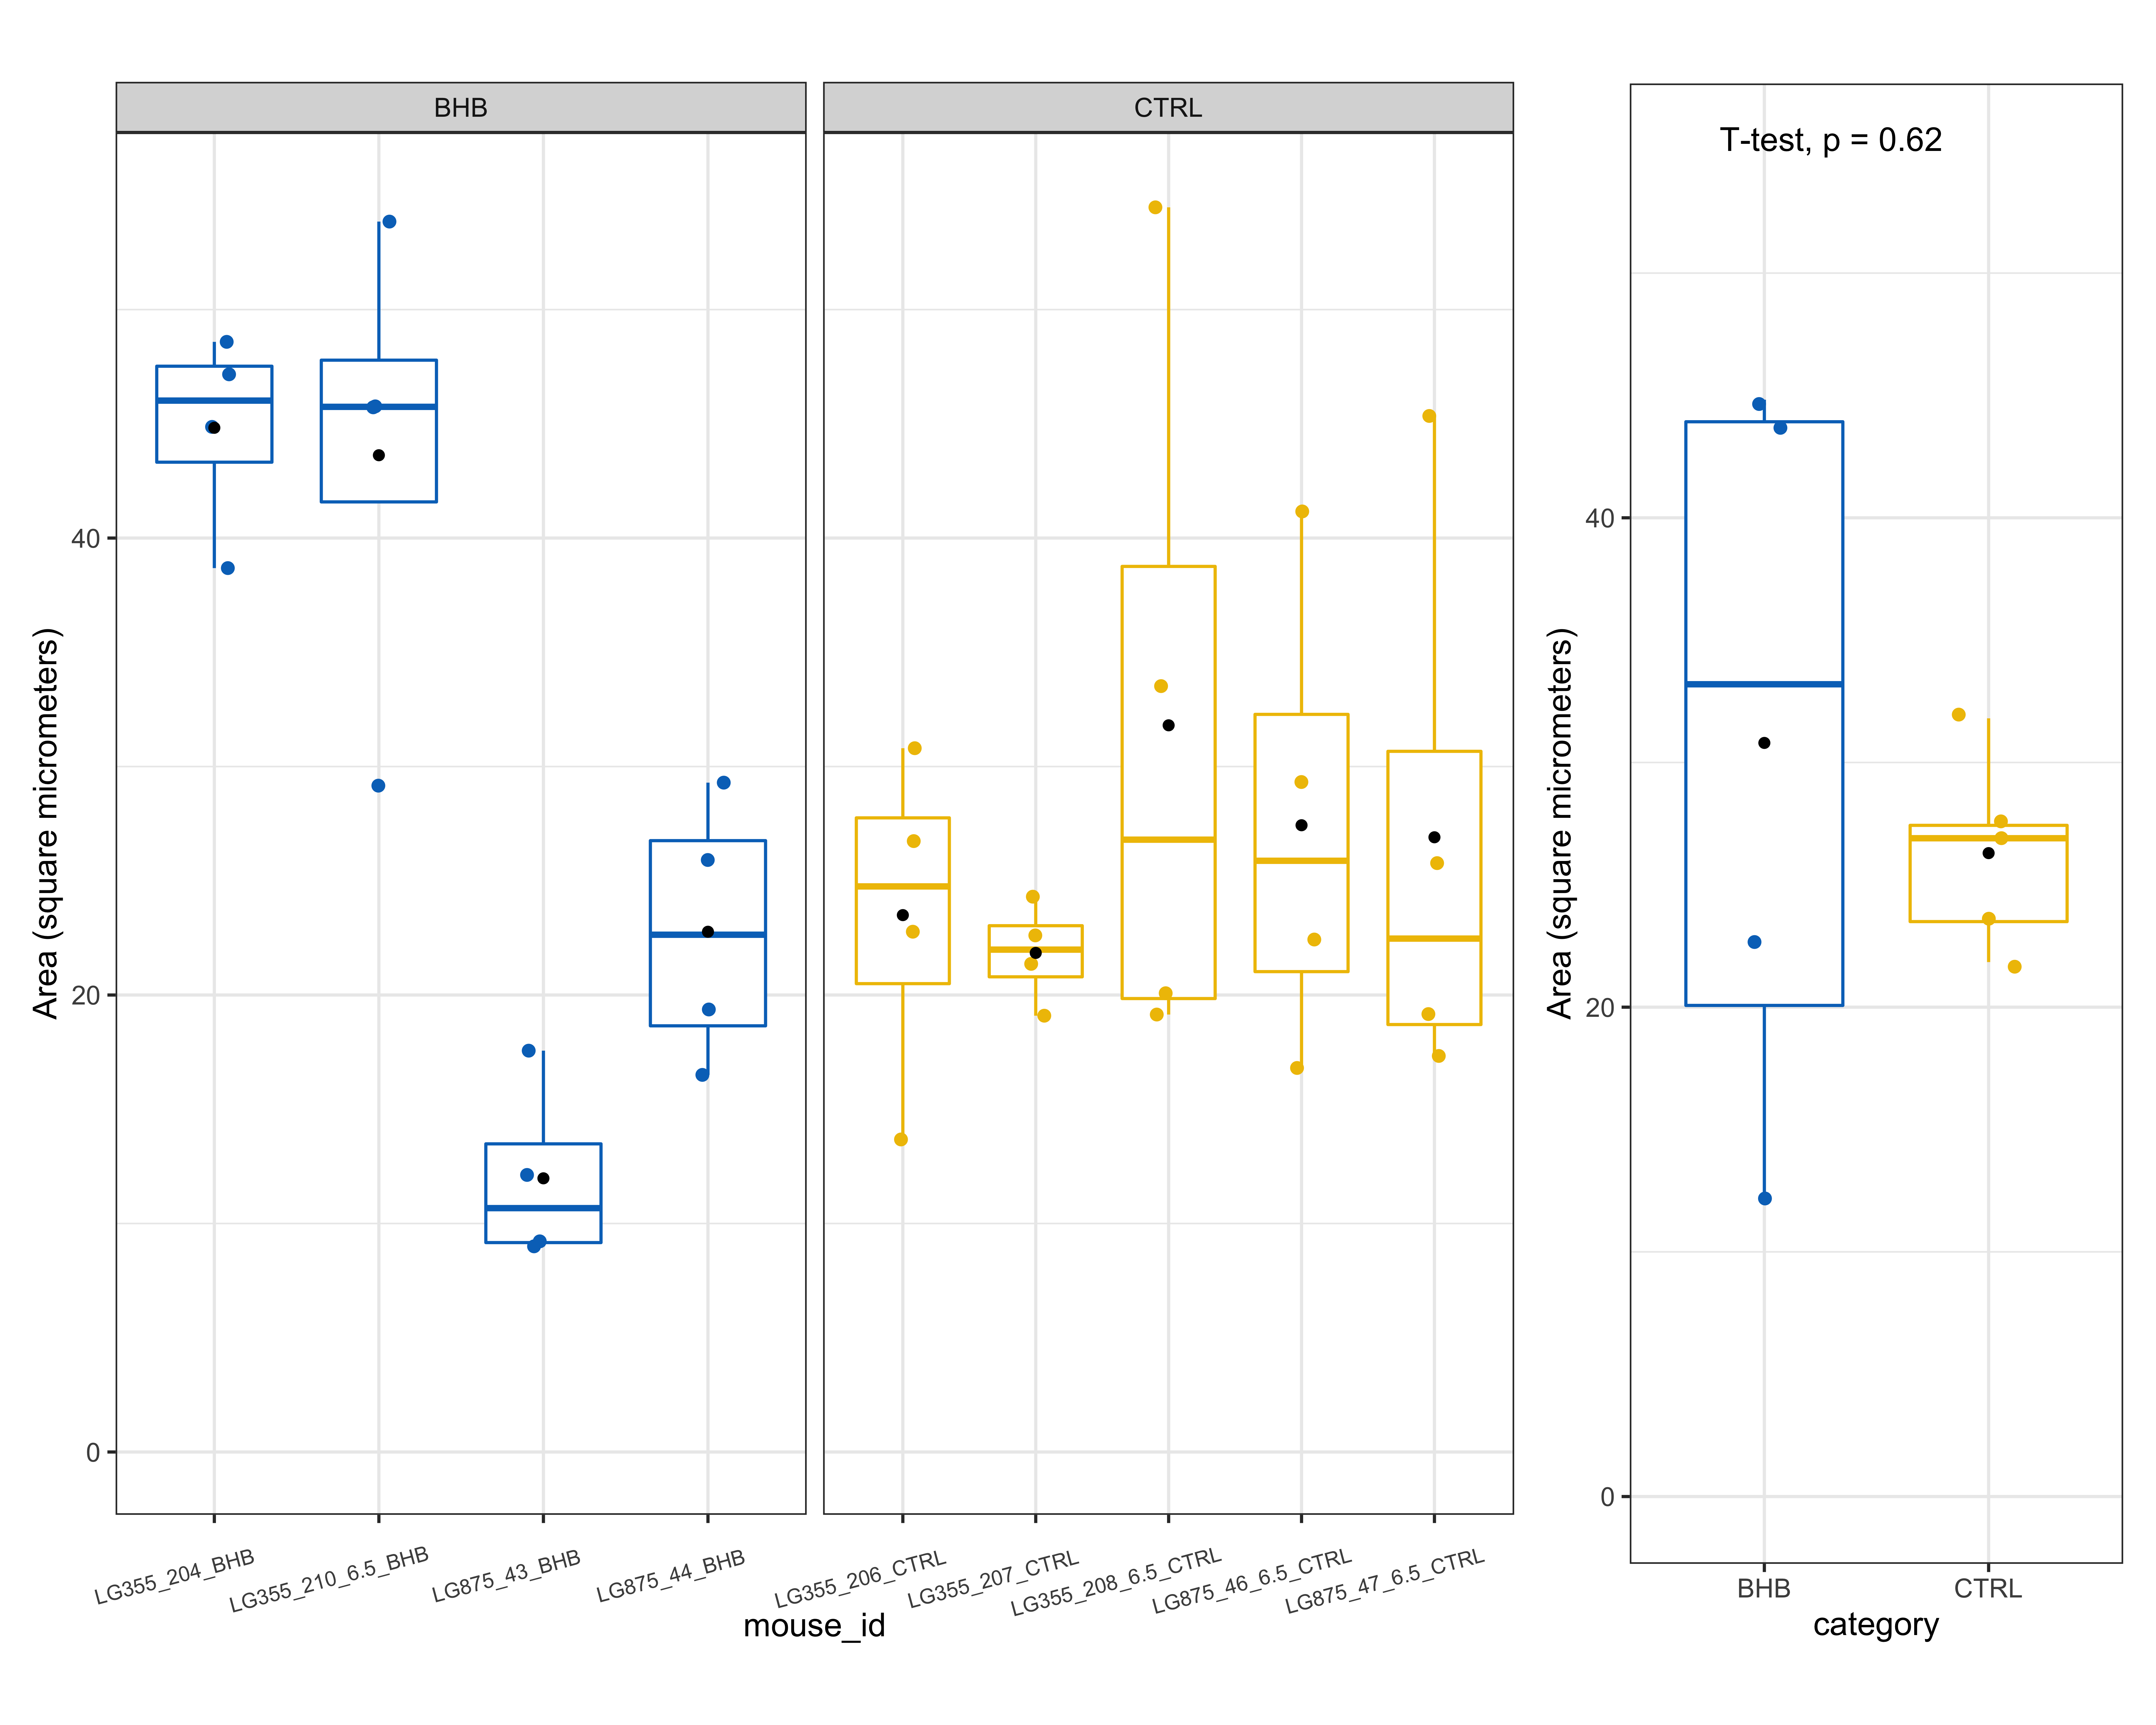 BHB
CTRL
T-test, p = 0.62
Area (square micrometers)
40
20
0
LG355_204_BHB
LG355_210_6.5_BHB
LG875_43_BHB
LG875_44_BHB
LG355_206_CTRL
LG355_207_CTRL
LG355_208_6.5_CTRL
LG875_46_6.5_CTRL
LG875_47_6.5_CTRL
mouse_id
Area (square micrometers)
40
20
0
BHB
CTRL
category